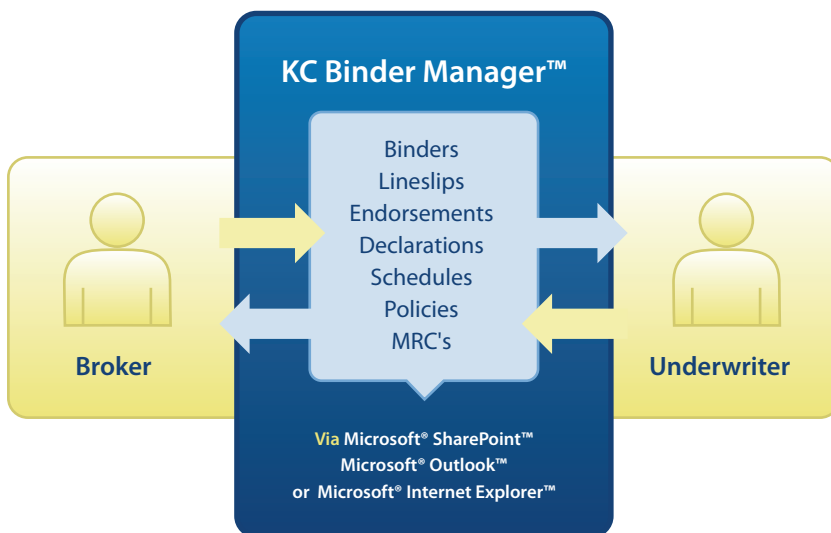 KC Binder Manager™
Binders
Lineslips
Endorsements
Declarations
Schedules
Policies
MRC's
Broker
Underwriter
Via Microsoft® SharePoint™
Microsoft® Outlook™
or Microsoft® Internet Explorer™